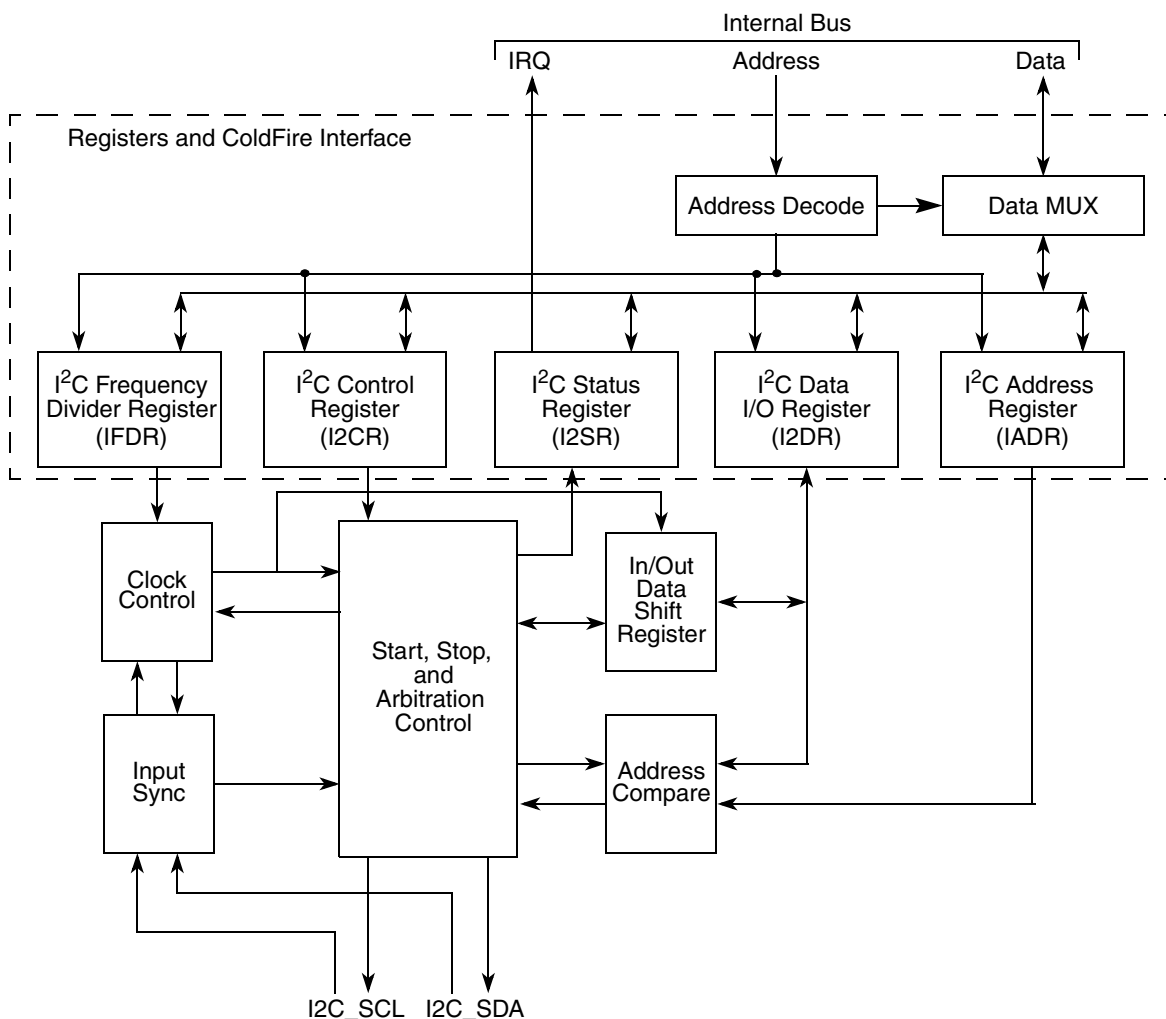 Internal Bus
IRQ
Address
Data
Registers and ColdFire Interface
Address Decode
Data MUX
I²C Frequency
Divider Register
(IFDR)
I²C Control
Register
(I2CR)
I²C Status
Register
(I2SR)
I²C Data
I/O Register
(I2DR)
I²C Address
Register
(IADR)
Clock
Control
Start, Stop,
and
Arbitration
Control
In/Out
Data
Shift
Register
Input
Sync
Address
Compare
I2C_SCL
I2C_SDA